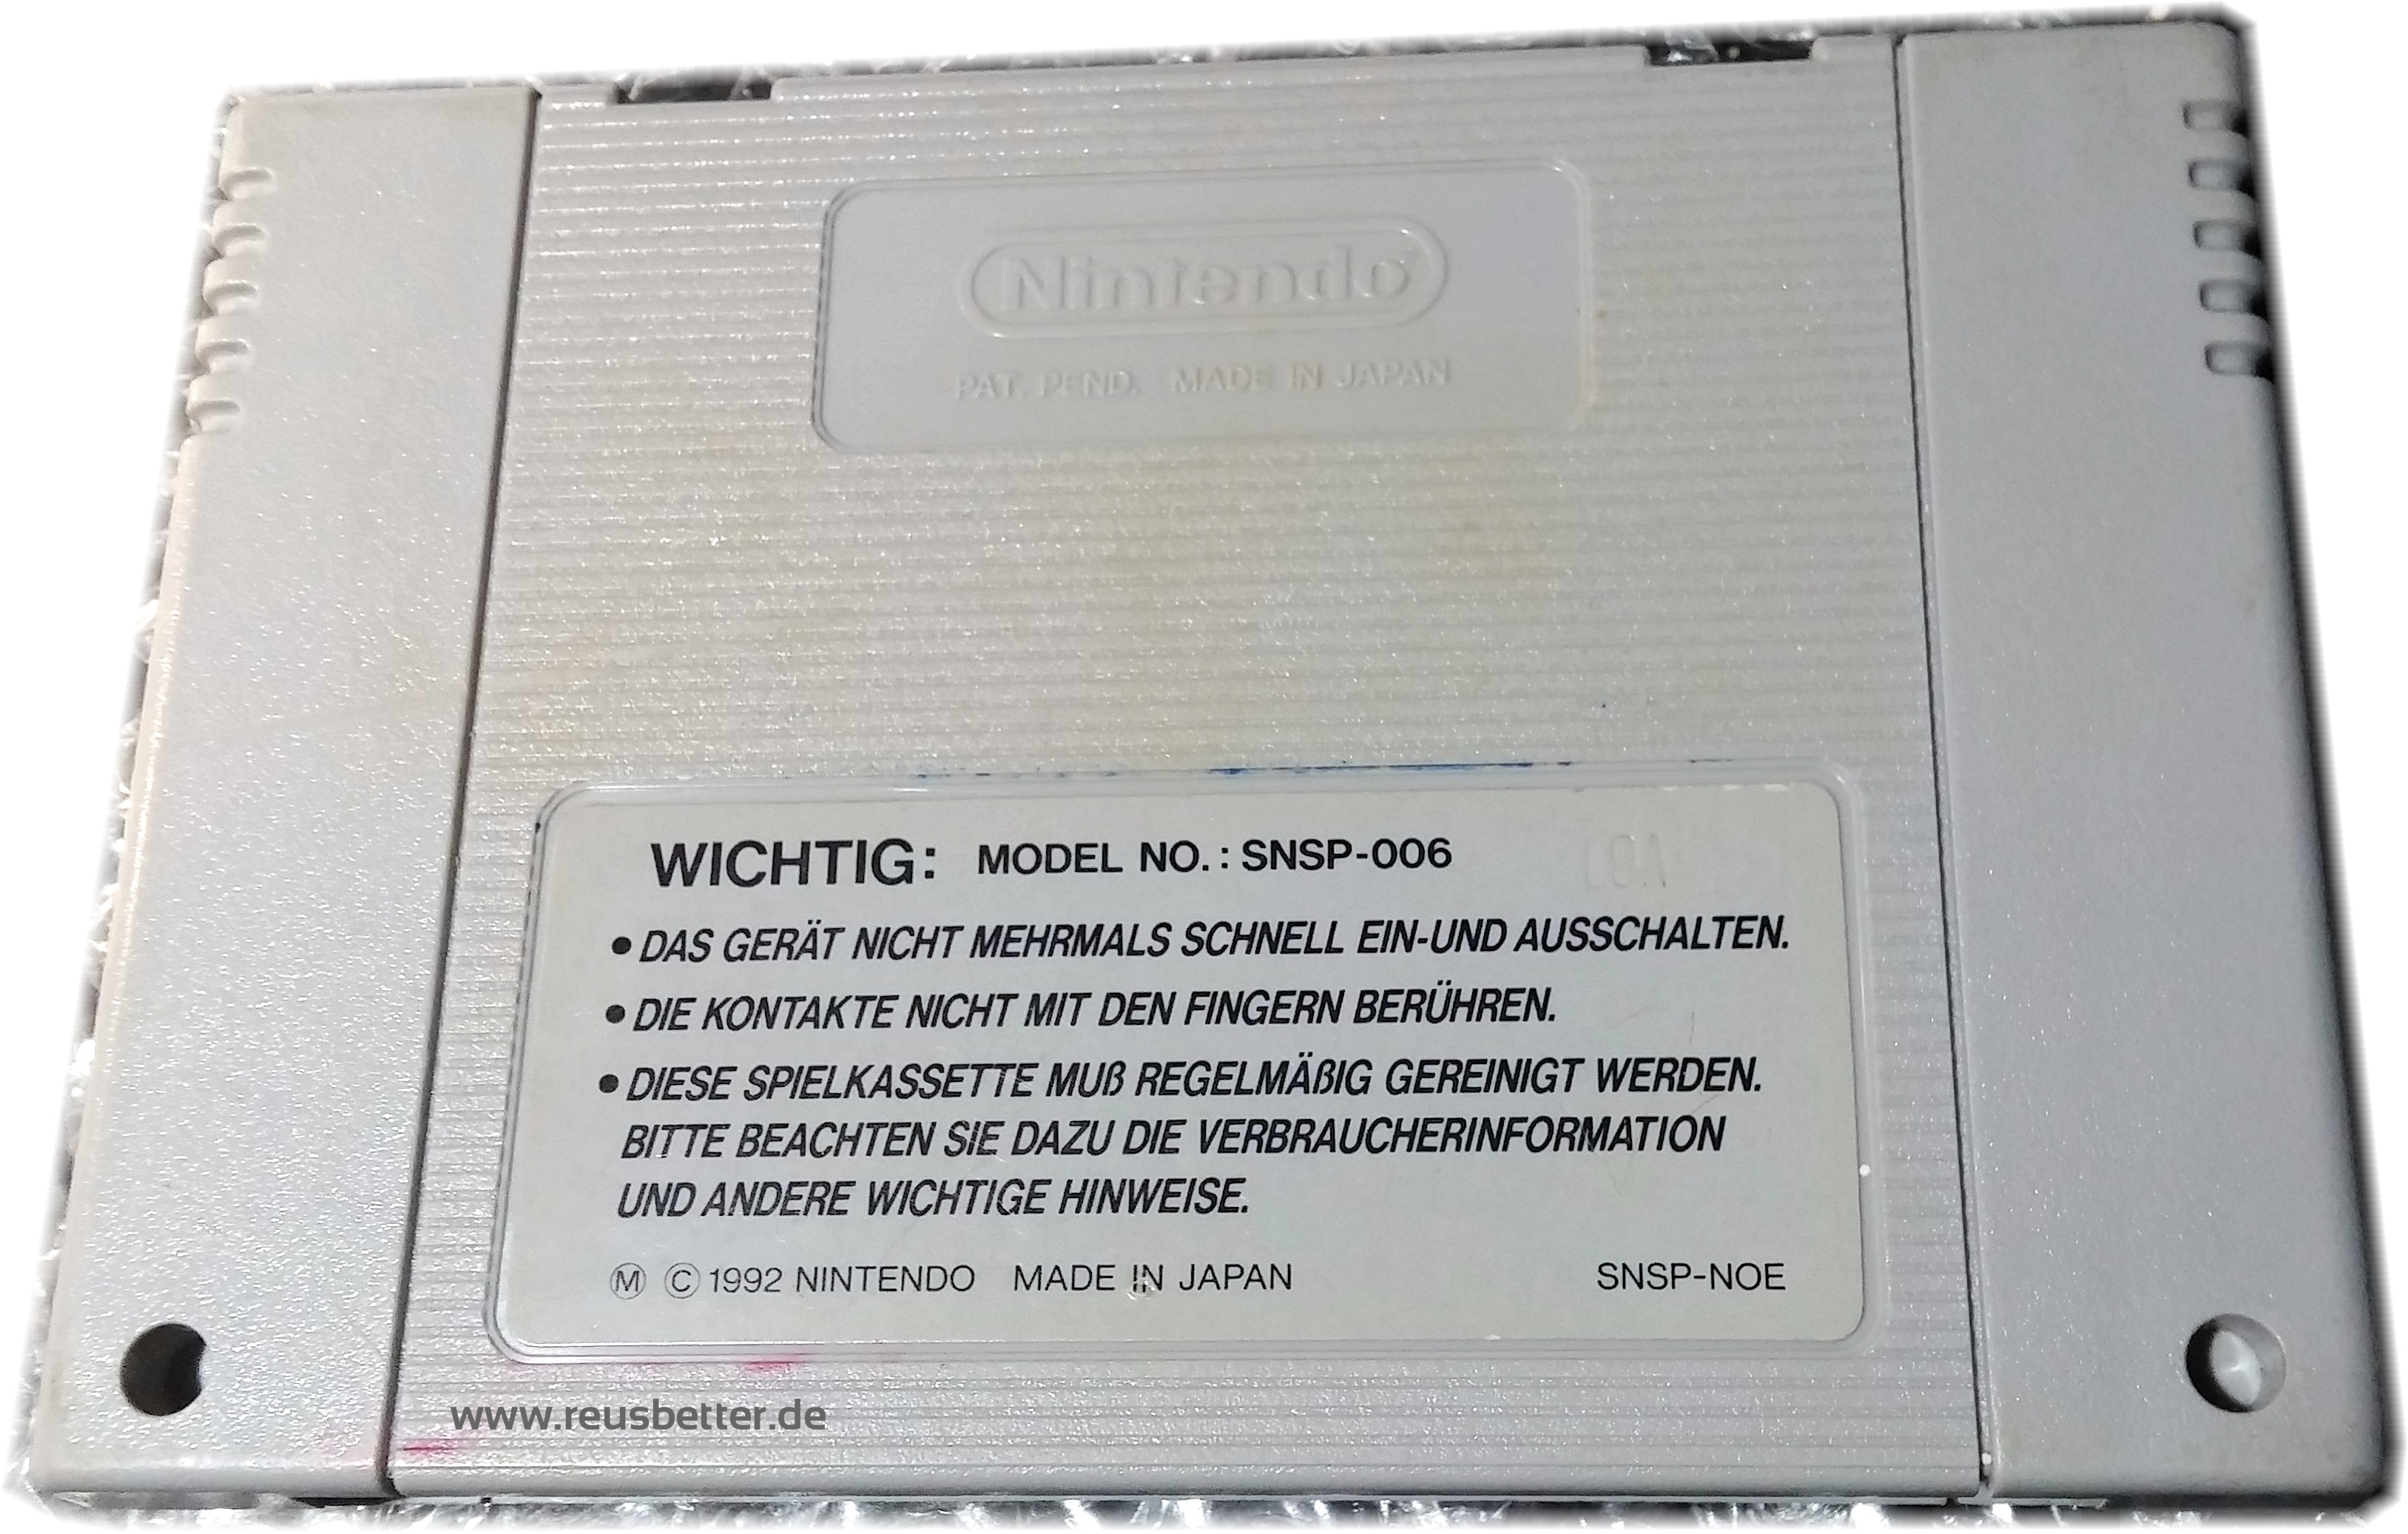 Nintendo
PAT. PEND. MADE IN JAPAN
WICHTIG: MODEL NO.: SNSP-006
•DAS GERÄT NICHT MEHRMALS SCHNELL EIN-UND AUSSCHALTEN.
•DIE KONTAKTE NICHT MIT DEN FINGERN BERÜHREN.
•DIESE SPIELKASSETTE MUß REGELMÄßIG GEREINIGT WERDEN.
BITTE BEACHTEN SIE DAZU DIE VERBRAUCHERINFORMATION
UND ANDERE WICHTIGE HINWEISE.
Ⓜ © 1992 NINTENDO MADE IN JAPAN SNSP-NOE
www.reusbetter.de